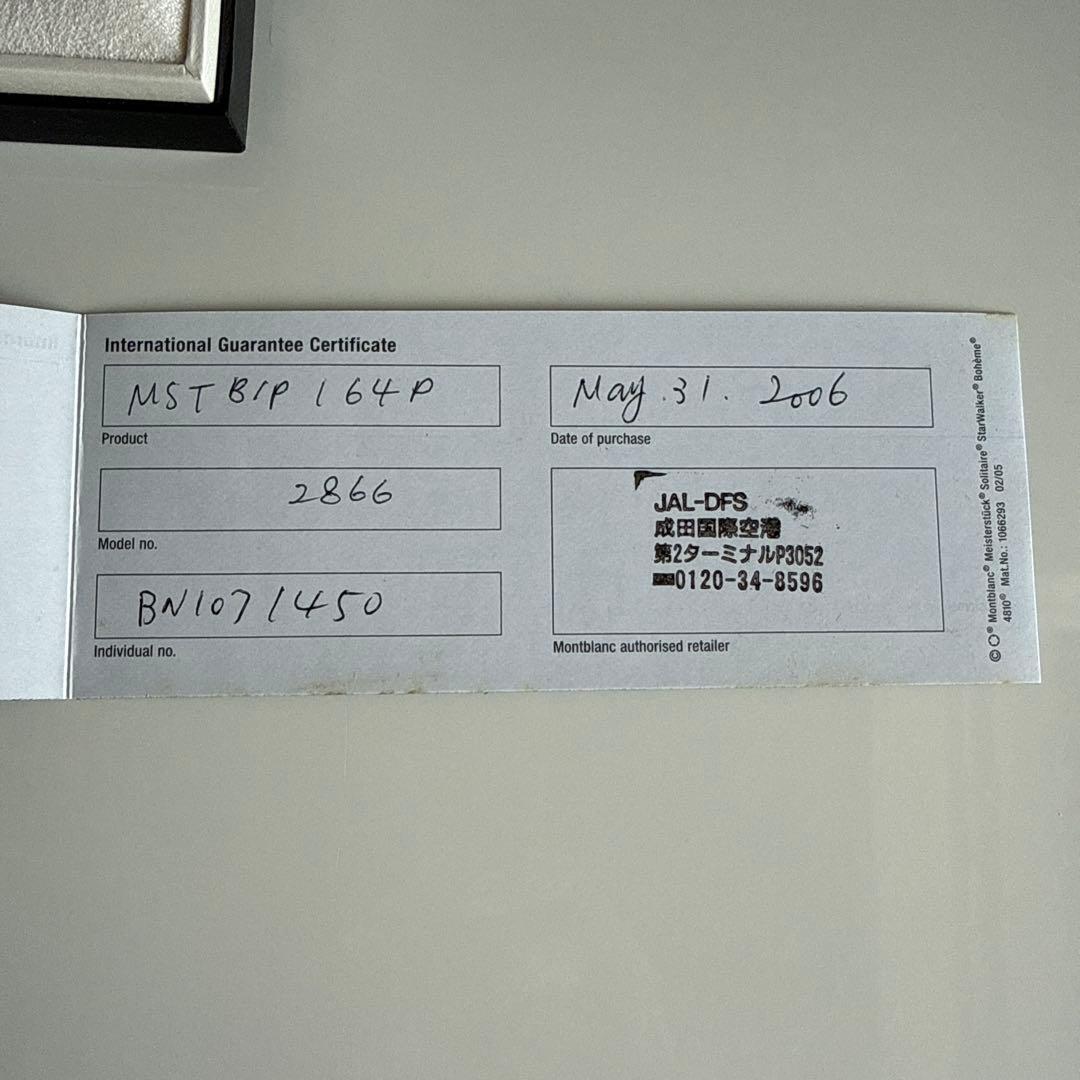 International Guarantee Certificate
MST B/P 164P
Product
2866
Model no.
BN1071450
Individual no.
May. 31. 2006
Date of purchase
JAL-DFS
成田国際空港
第2ターミナルP3052
0120-34-8596
Montblanc authorised retailer
©® Montblanc® Meisterstück® Solitaire® StarWalker® Bohème®
4810® Mat.No.: 1066293 02/05